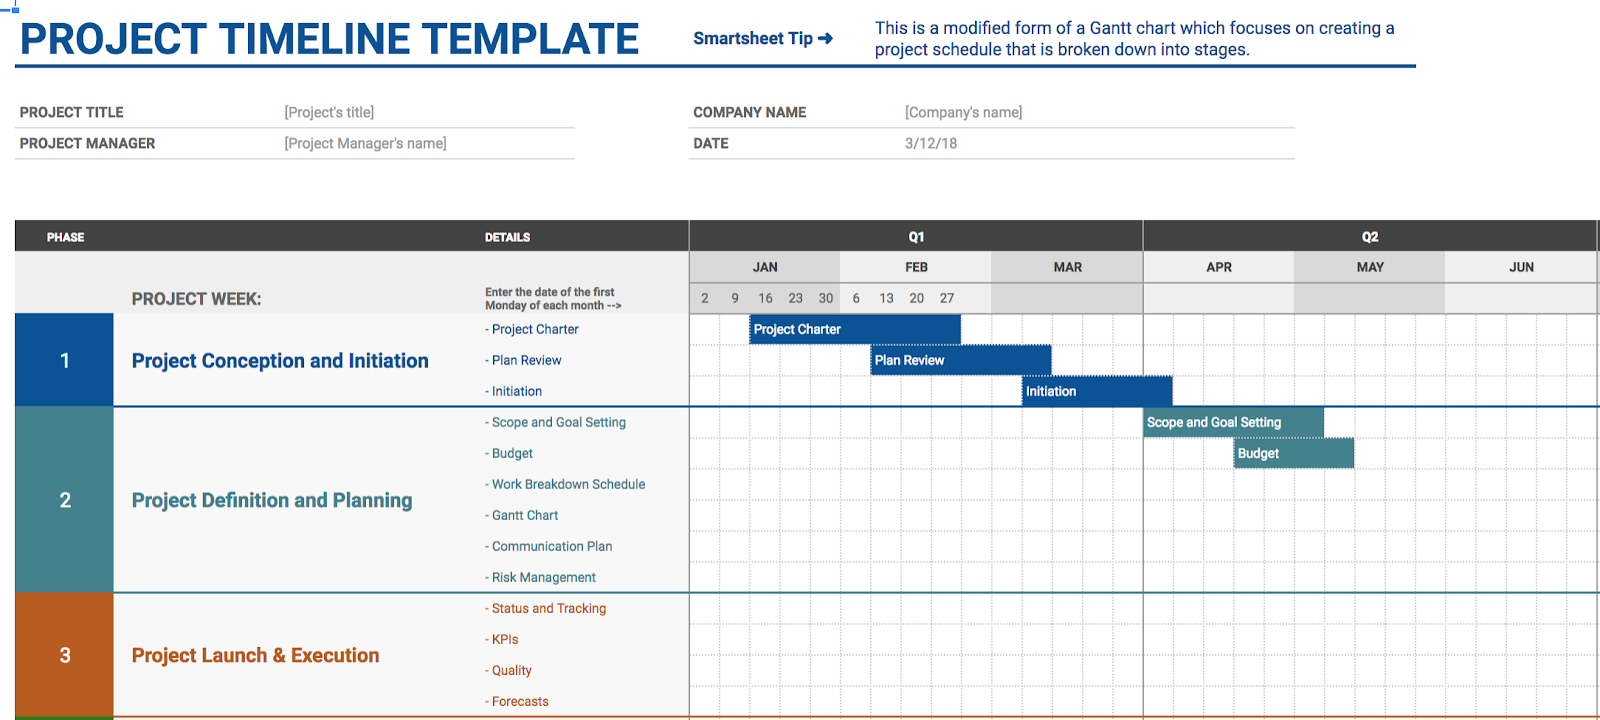 PROJECT TIMELINE TEMPLATE
Smartsheet Tip ➜
This is a modified form of a Gantt chart which focuses on creating a
project schedule that is broken down into stages.
PROJECT TITLE [Project's title] COMPANY NAME [Company's name]
PROJECT MANAGER [Project Manager's name] DATE 3/12/18
PHASE DETAILS Q1 Q2
JAN FEB MAR APR MAY JUN
PROJECT WEEK:
Enter the date of the first
Monday of each month -->
2 9 16 23 30 6 13 20 27
1
Project Conception and Initiation
- Project Charter
Project Charter
- Plan Review
Plan Review
- Initiation
Initiation
2
Project Definition and Planning
- Scope and Goal Setting
Scope and Goal Setting
- Budget
Budget
- Work Breakdown Schedule
- Gantt Chart
- Communication Plan
- Risk Management
3
Project Launch & Execution
- Status and Tracking
- KPIs
- Quality
- Forecasts